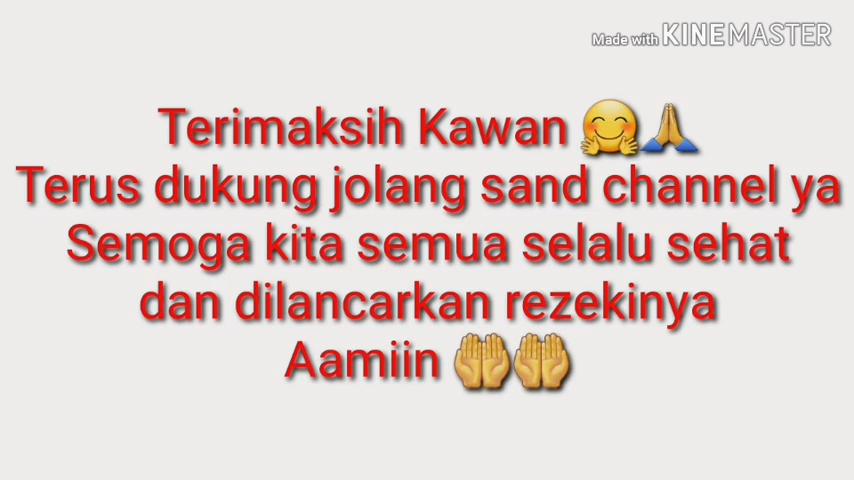 Made with KINEMASTER
Terimaksih Kawan 🤗🙏
Terus dukung jolang sand channel ya
Semoga kita semua selalu sehat
dan dilancarkan rezekinya
Aamiin 🤲🤲